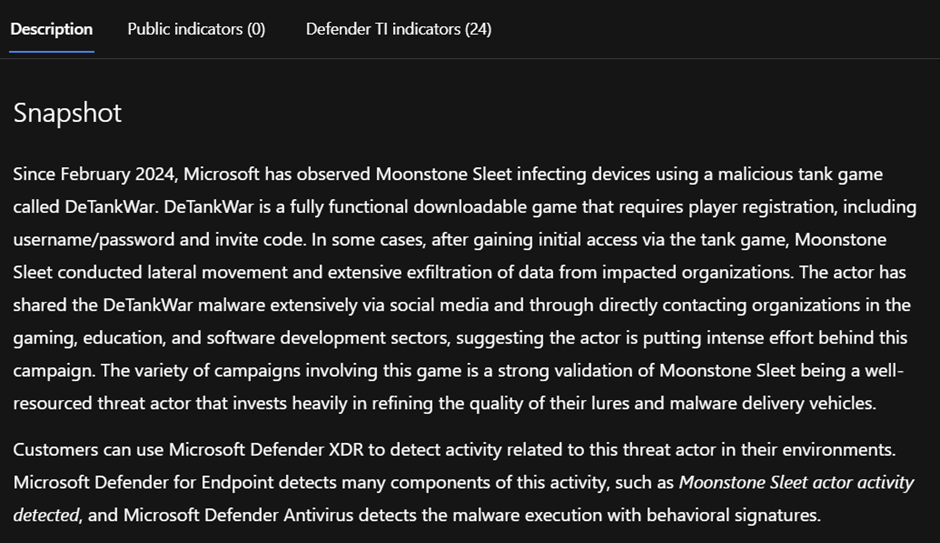 Description Public indicators (0) Defender TI indicators (24)
Snapshot
Since February 2024, Microsoft has observed Moonstone Sleet infecting devices using a malicious tank game
called DeTankWar. DeTankWar is a fully functional downloadable game that requires player registration, including
username/password and invite code. In some cases, after gaining initial access via the tank game, Moonstone
Sleet conducted lateral movement and extensive exfiltration of data from impacted organizations. The actor has
shared the DeTankWar malware extensively via social media and through directly contacting organizations in the
gaming, education, and software development sectors, suggesting the actor is putting intense effort behind this
campaign. The variety of campaigns involving this game is a strong validation of Moonstone Sleet being a well-
resourced threat actor that invests heavily in refining the quality of their lures and malware delivery vehicles.
Customers can use Microsoft Defender XDR to detect activity related to this threat actor in their environments.
Microsoft Defender for Endpoint detects many components of this activity, such as Moonstone Sleet actor activity
detected, and Microsoft Defender Antivirus detects the malware execution with behavioral signatures.